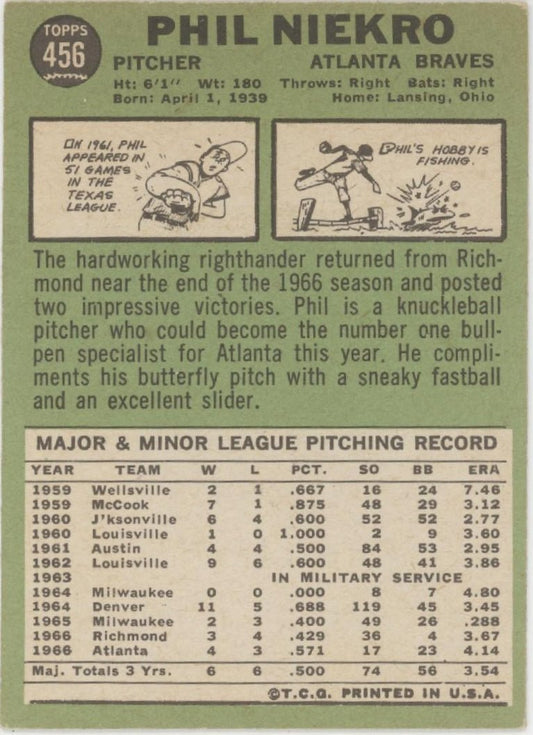 TOPPS
456
PHIL NIEKRO
PITCHER ATLANTA BRAVES
Ht: 6'1" Wt: 180 Throws: Right Bats: Right
Born: April 1, 1939 Home: Lansing, Ohio
IN 1961, PHIL
APPEARED IN
51 GAMES
IN THE
TEXAS
LEAGUE.
PHIL'S HOBBY IS
FISHING.
The hardworking righthander returned from Rich-
mond near the end of the 1966 season and posted
two impressive victories. Phil is a knuckleball
pitcher who could become the number one bull-
pen specialist for Atlanta this year. He compli-
ments his butterfly pitch with a sneaky fastball
and an excellent slider.
MAJOR & MINOR LEAGUE PITCHING RECORD
YEAR TEAM W L PCT. SO BB ERA
1959 Wellsville 2 1 .667 16 24 7.46
1959 McCook 7 1 .875 48 29 3.12
1960 J'ksonville 6 4 .600 52 52 2.77
1960 Louisville 1 0 1.000 2 9 3.60
1961 Austin 4 4 .500 84 53 2.95
1962 Louisville 9 6 .600 48 41 3.86
1963 IN MILITARY SERVICE
1964 Milwaukee 0 0 .000 8 7 4.80
1964 Denver 11 5 .688 119 45 3.45
1965 Milwaukee 2 3 .400 49 26 .288
1966 Richmond 3 4 .429 36 4 3.67
1966 Atlanta 4 3 .571 17 23 4.14
Maj. Totals 3 Yrs. 6 6 .500 74 56 3.54
©T.C.G. PRINTED IN U.S.A.